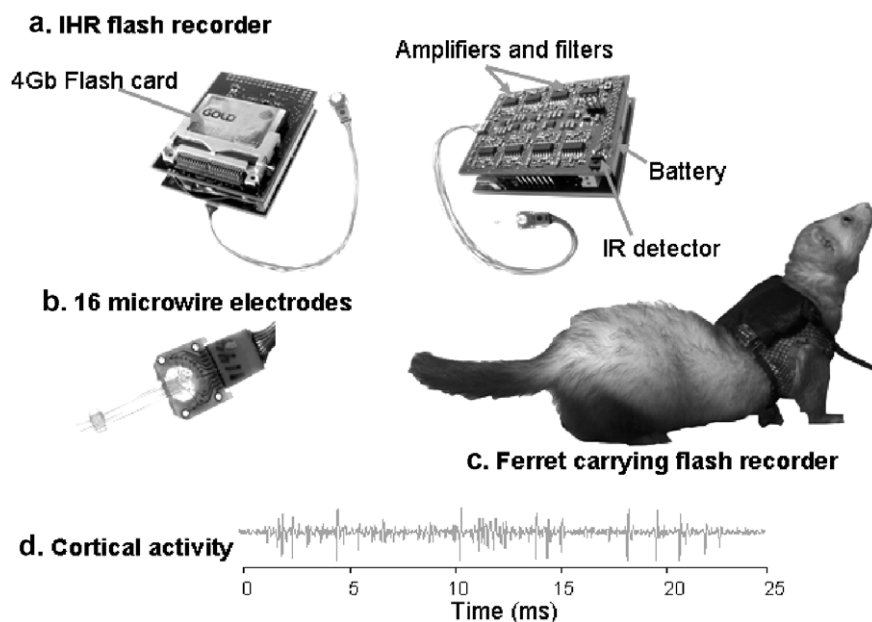 a. IHR flash recorder
4Gb Flash card
GOLD
Amplifiers and filters
Battery
IR detector
b. 16 microwire electrodes
c. Ferret carrying flash recorder
d. Cortical activity
0 5 10 15 20 25
Time (ms)